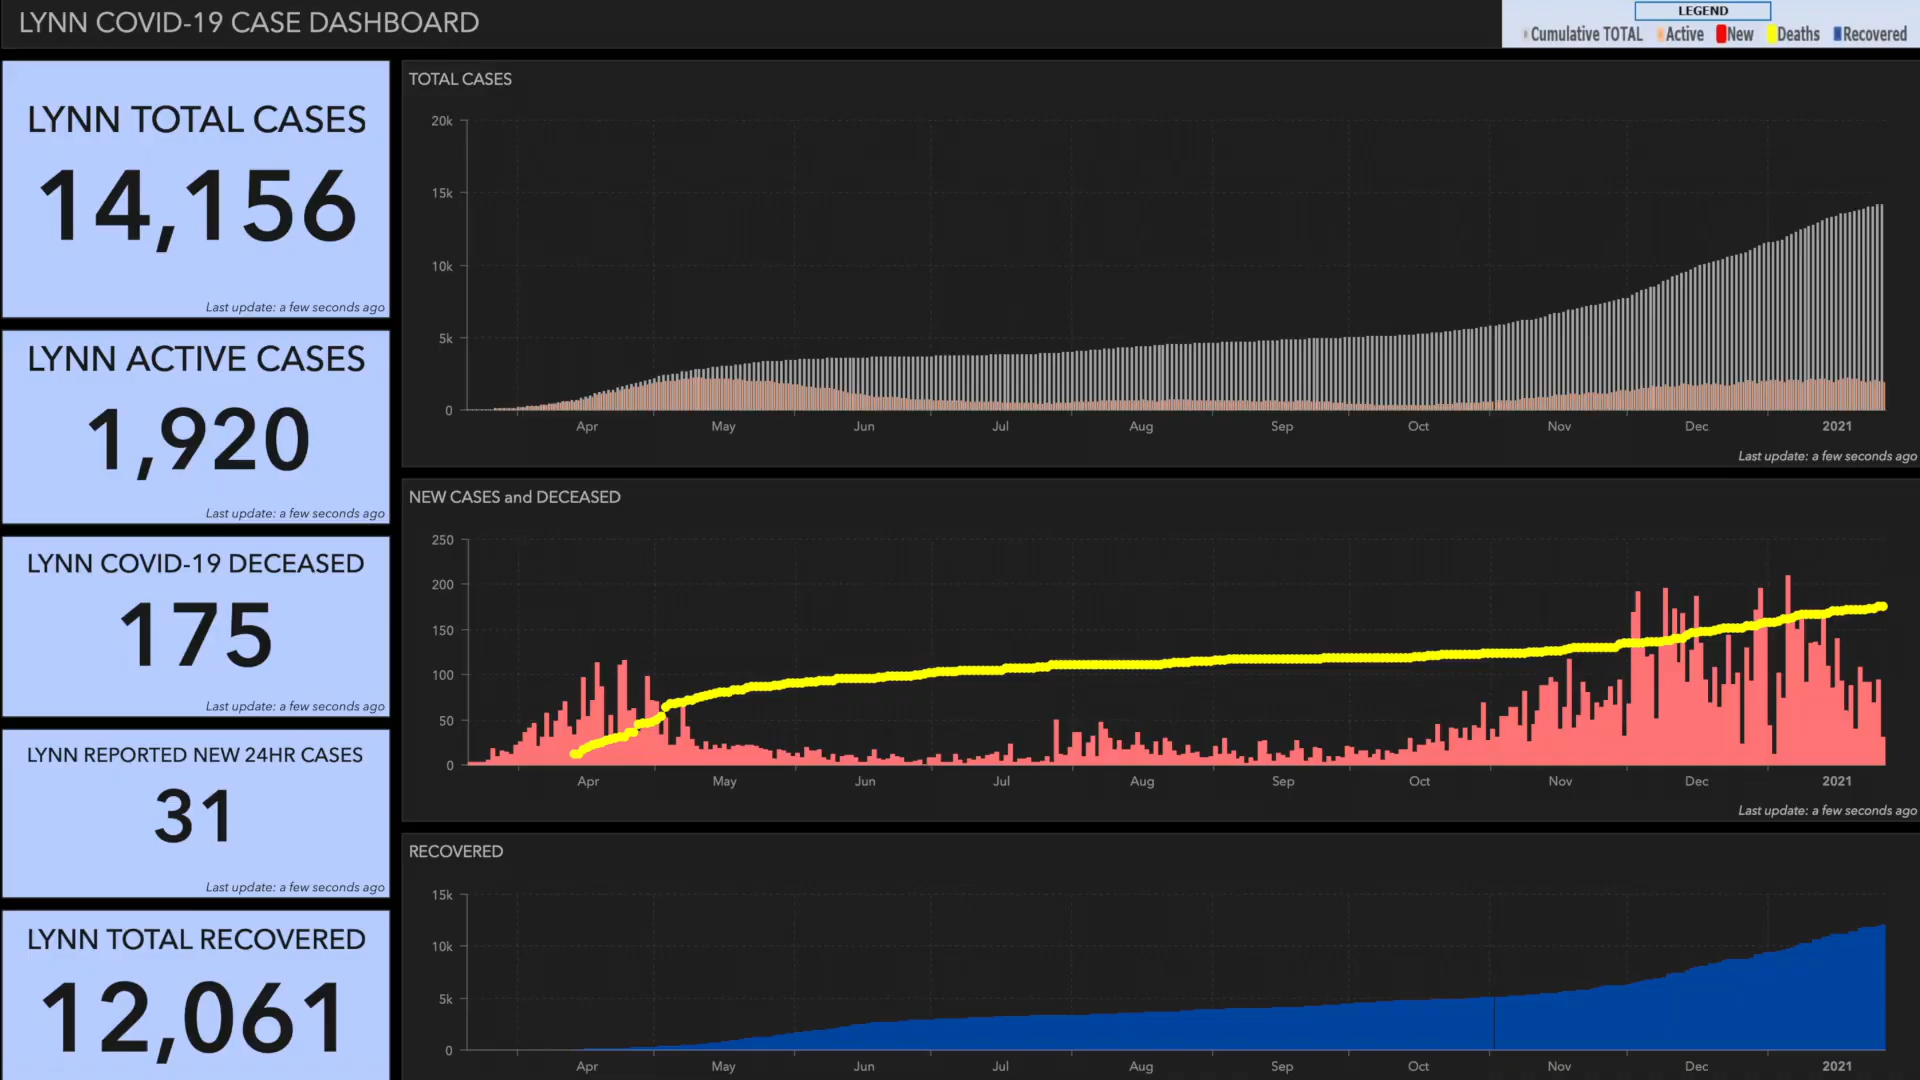 LYNN COVID-19 CASE DASHBOARD
LEGEND
Cumulative TOTAL Active New Deaths Recovered
LYNN TOTAL CASES
14,156
Last update: a few seconds ago
LYNN ACTIVE CASES
1,920
Last update: a few seconds ago
LYNN COVID-19 DECEASED
175
Last update: a few seconds ago
LYNN REPORTED NEW 24HR CASES
31
Last update: a few seconds ago
LYNN TOTAL RECOVERED
12,061
TOTAL CASES
20k
15k
10k
5k
0
Apr May Jun Jul Aug Sep Oct Nov Dec 2021
Last update: a few seconds ago
NEW CASES and DECEASED
250
200
150
100
50
0
Apr May Jun Jul Aug Sep Oct Nov Dec 2021
Last update: a few seconds ago
RECOVERED
15k
10k
5k
0
Apr May Jun Jul Aug Sep Oct Nov Dec 2021